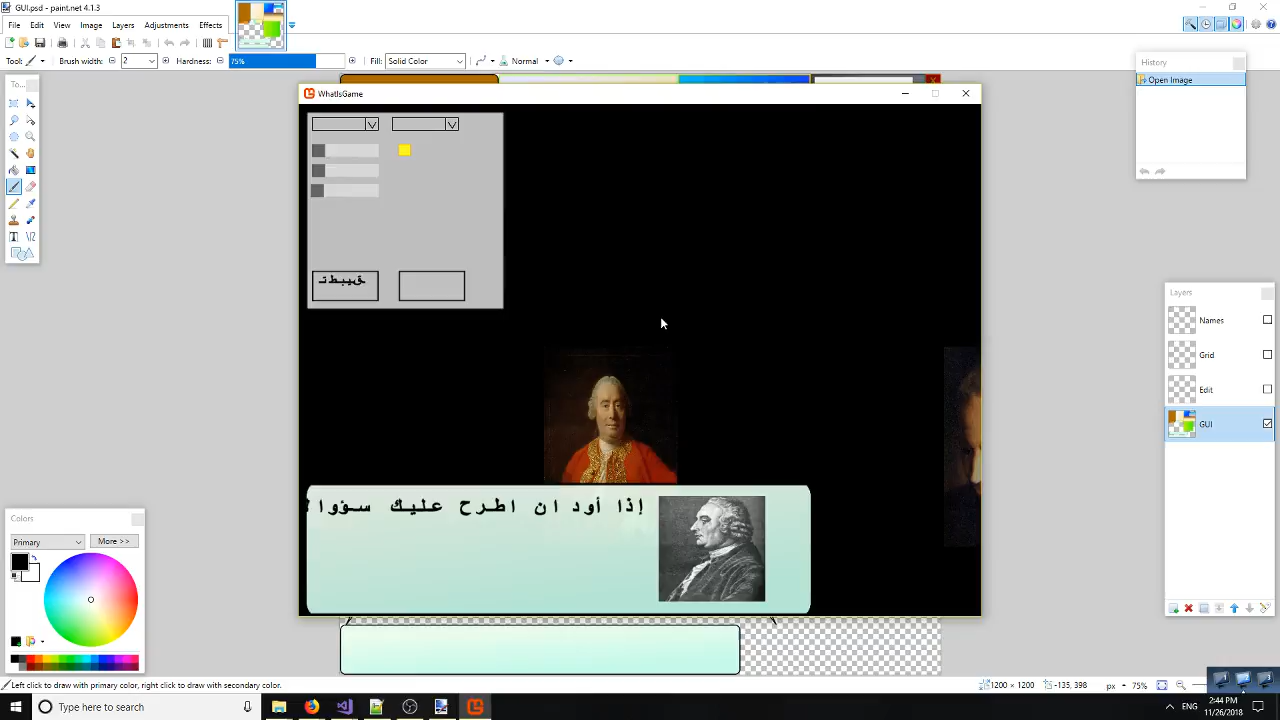 GUI.psd - paint.net 4.1.3
File Edit View Image Layers Adjustments Effects
Tool: Brush width: 2 Hardness: 75% Fill: Solid Color Normal
To...
History
Open Image
WhatIsGame
تطبيق
إذا أود ان اطرح عليك سؤوا
Layers
Names
Grid
Edit
GUI
Colors
Primary
More >>
Left click to draw with primary color, right click to draw with secondary color.
1200 × 1200
-135, 398
px
75%
Type here to search
ENG
2:44 PM
11/26/2018